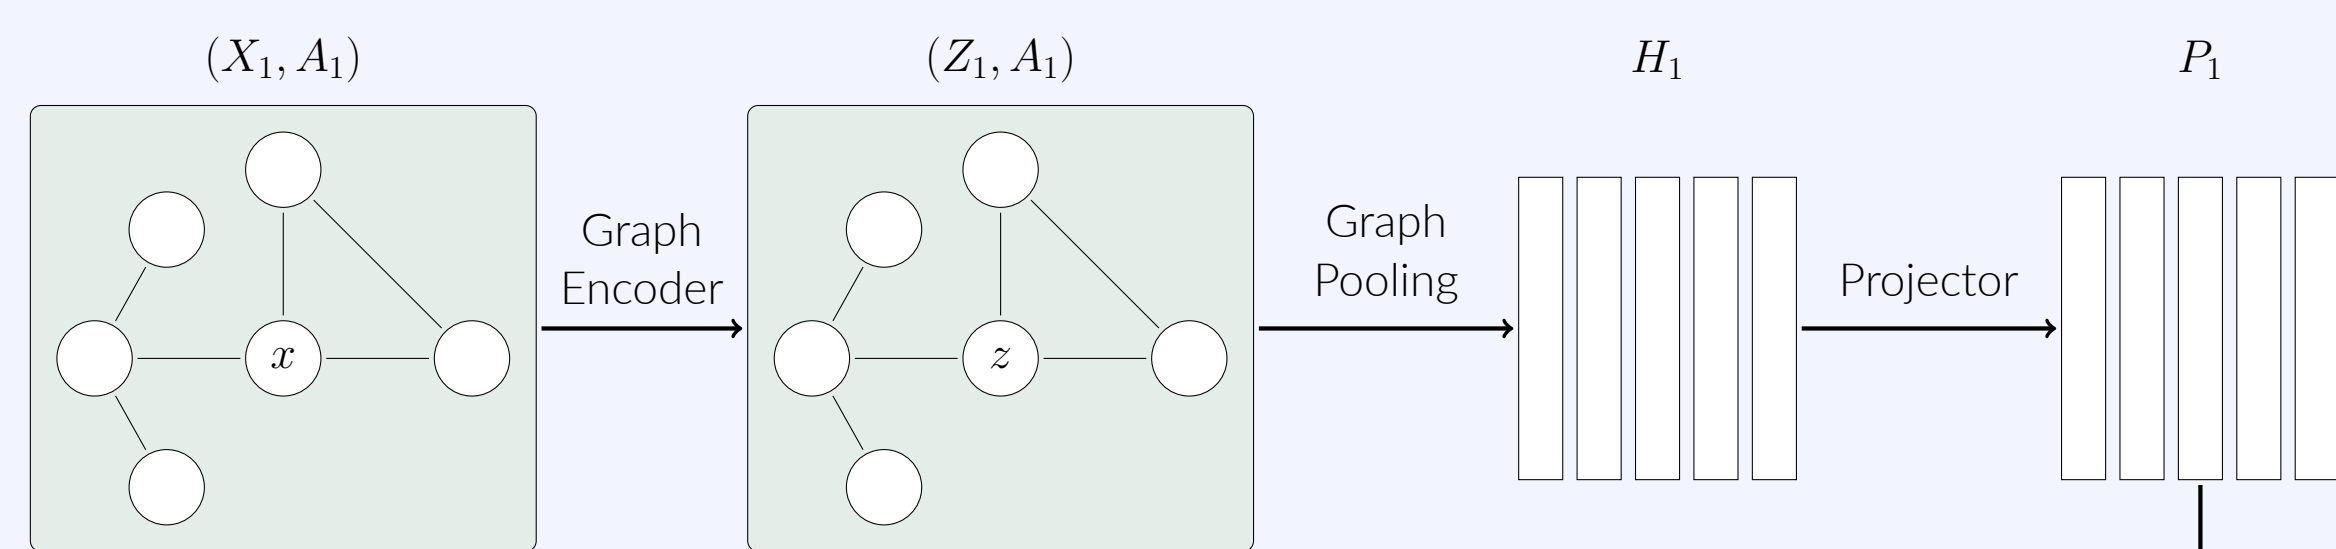 (X₁, A₁)
(Z₁, A₁)
H₁
P₁
Graph
Encoder
Graph
Pooling
Projector
x
z